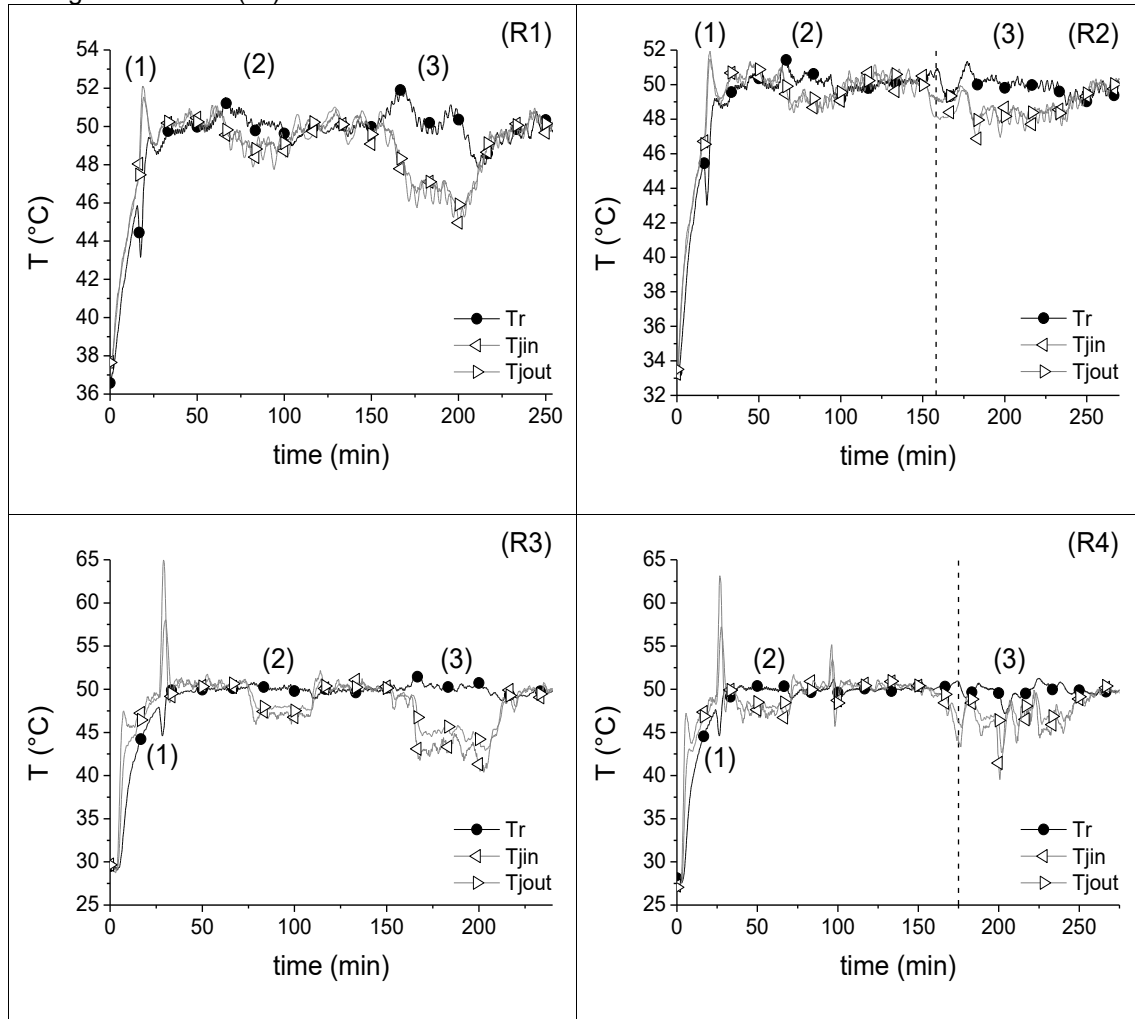 (R1)
(1) (2) (3)
54
52
50
48
46
44
42
40
38
36
T (°C)
Tr
Tjin
Tjout
0 50 100 150 200 250
time (min)
(R2)
(1) (2) (3)
52
50
48
46
44
42
40
38
36
34
32
T (°C)
Tr
Tjin
Tjout
0 50 100 150 200 250
time (min)
(R3)
(2) (3)
(1)
65
60
55
50
45
40
35
30
25
T (°C)
Tr
Tjin
Tjout
0 50 100 150 200
time (min)
(R4)
(2) (3)
(1)
65
60
55
50
45
40
35
30
25
T (°C)
Tr
Tjin
Tjout
0 50 100 150 200 250
time (min)